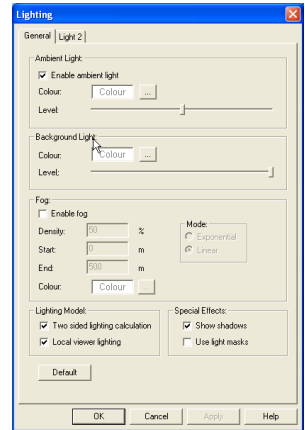 Lighting
General Light 2
Ambient Light:
Enable ambient light
Colour: Colour ...
Level:
Background Light:
Colour: Colour ...
Level;
Fog:
Enable fog
Density: 50 %
Start: 0 m
End: 500 m
Colour: Colour ...
Mode:
Exponential
Linear
Lighting Model:
Two sided lighting calculation
Local viewer lighting
Special Effects:
Show shadows
Use light masks
Default
OK Cancel Apply Help